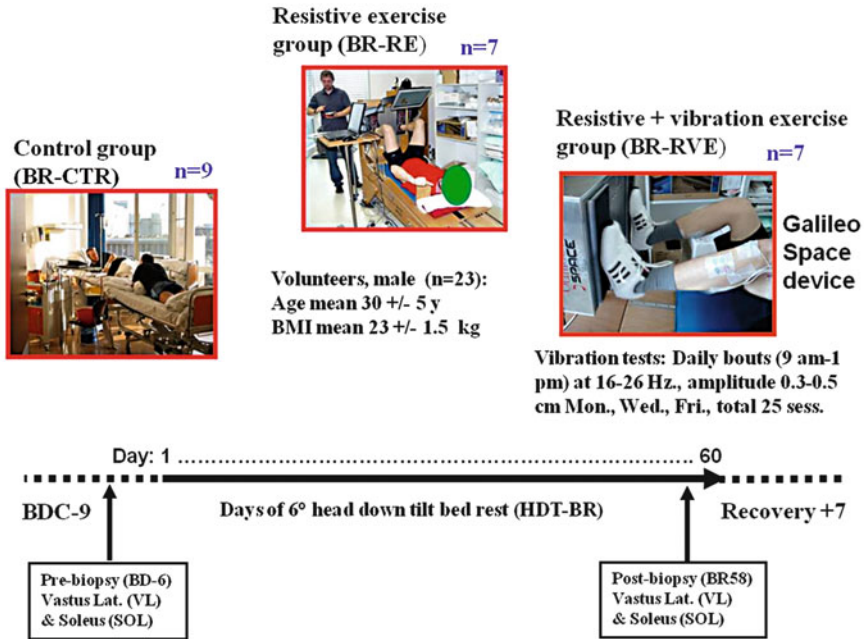 Resistive exercise
group (BR-RE) n=7
Resistive + vibration exercise
group (BR-RVE) n=7
Control group
(BR-CTR) n=9
SPACE
Galileo
Space
device
Volunteers, male (n=23):
Age mean 30 +/- 5 y
BMI mean 23 +/- 1.5 kg
Vibration tests: Daily bouts (9 am-1
pm) at 16-26 Hz., amplitude 0.3-0.5
cm Mon., Wed., Fri., total 25 sess.
Day: 1 60
BDC-9 Days of 6° head down tilt bed rest (HDT-BR) Recovery +7
Pre-biopsy (BD-6)
Vastus Lat. (VL)
& Soleus (SOL)
Post-biopsy (BR58)
Vastus Lat. (VL)
& Soleus (SOL)